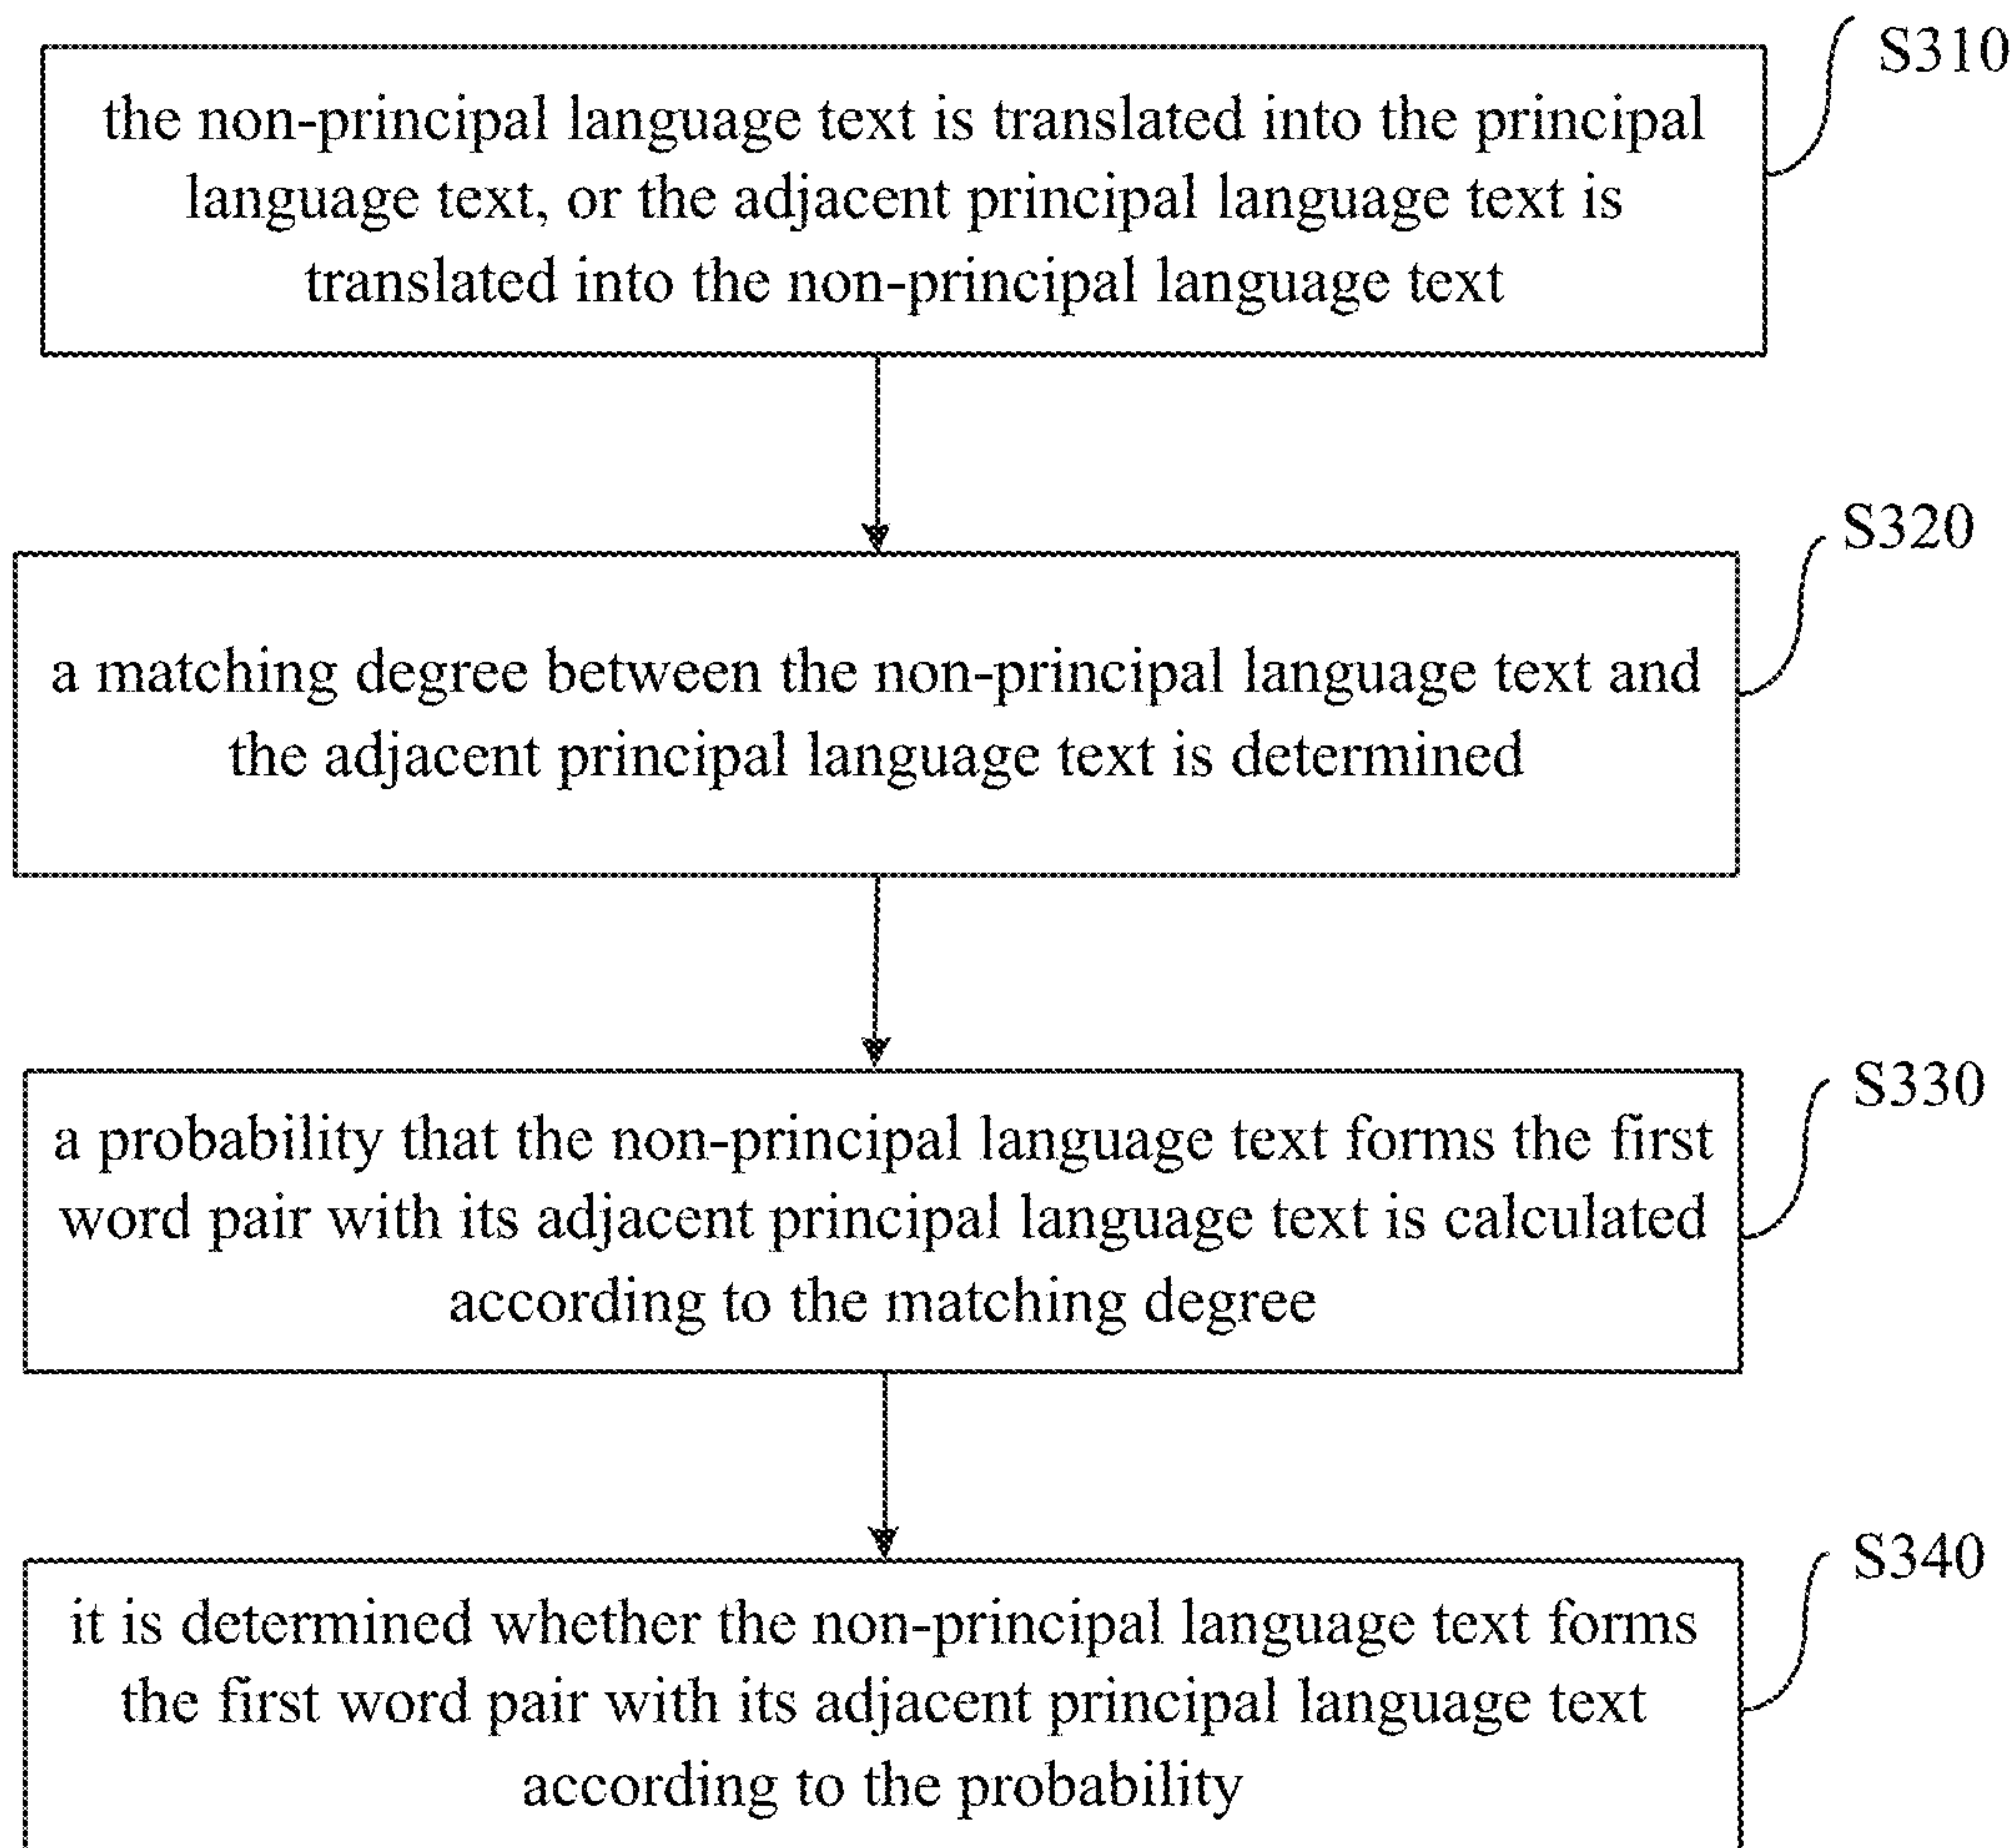 S310
the non-principal language text is translated into the principal
language text, or the adjacent principal language text is
translated into the non-principal language text
S320
a matching degree between the non-principal language text and
the adjacent principal language text is determined
S330
a probability that the non-principal language text forms the first
word pair with its adjacent principal language text is calculated
according to the matching degree
S340
it is determined whether the non-principal language text forms
the first word pair with its adjacent principal language text
according to the probability